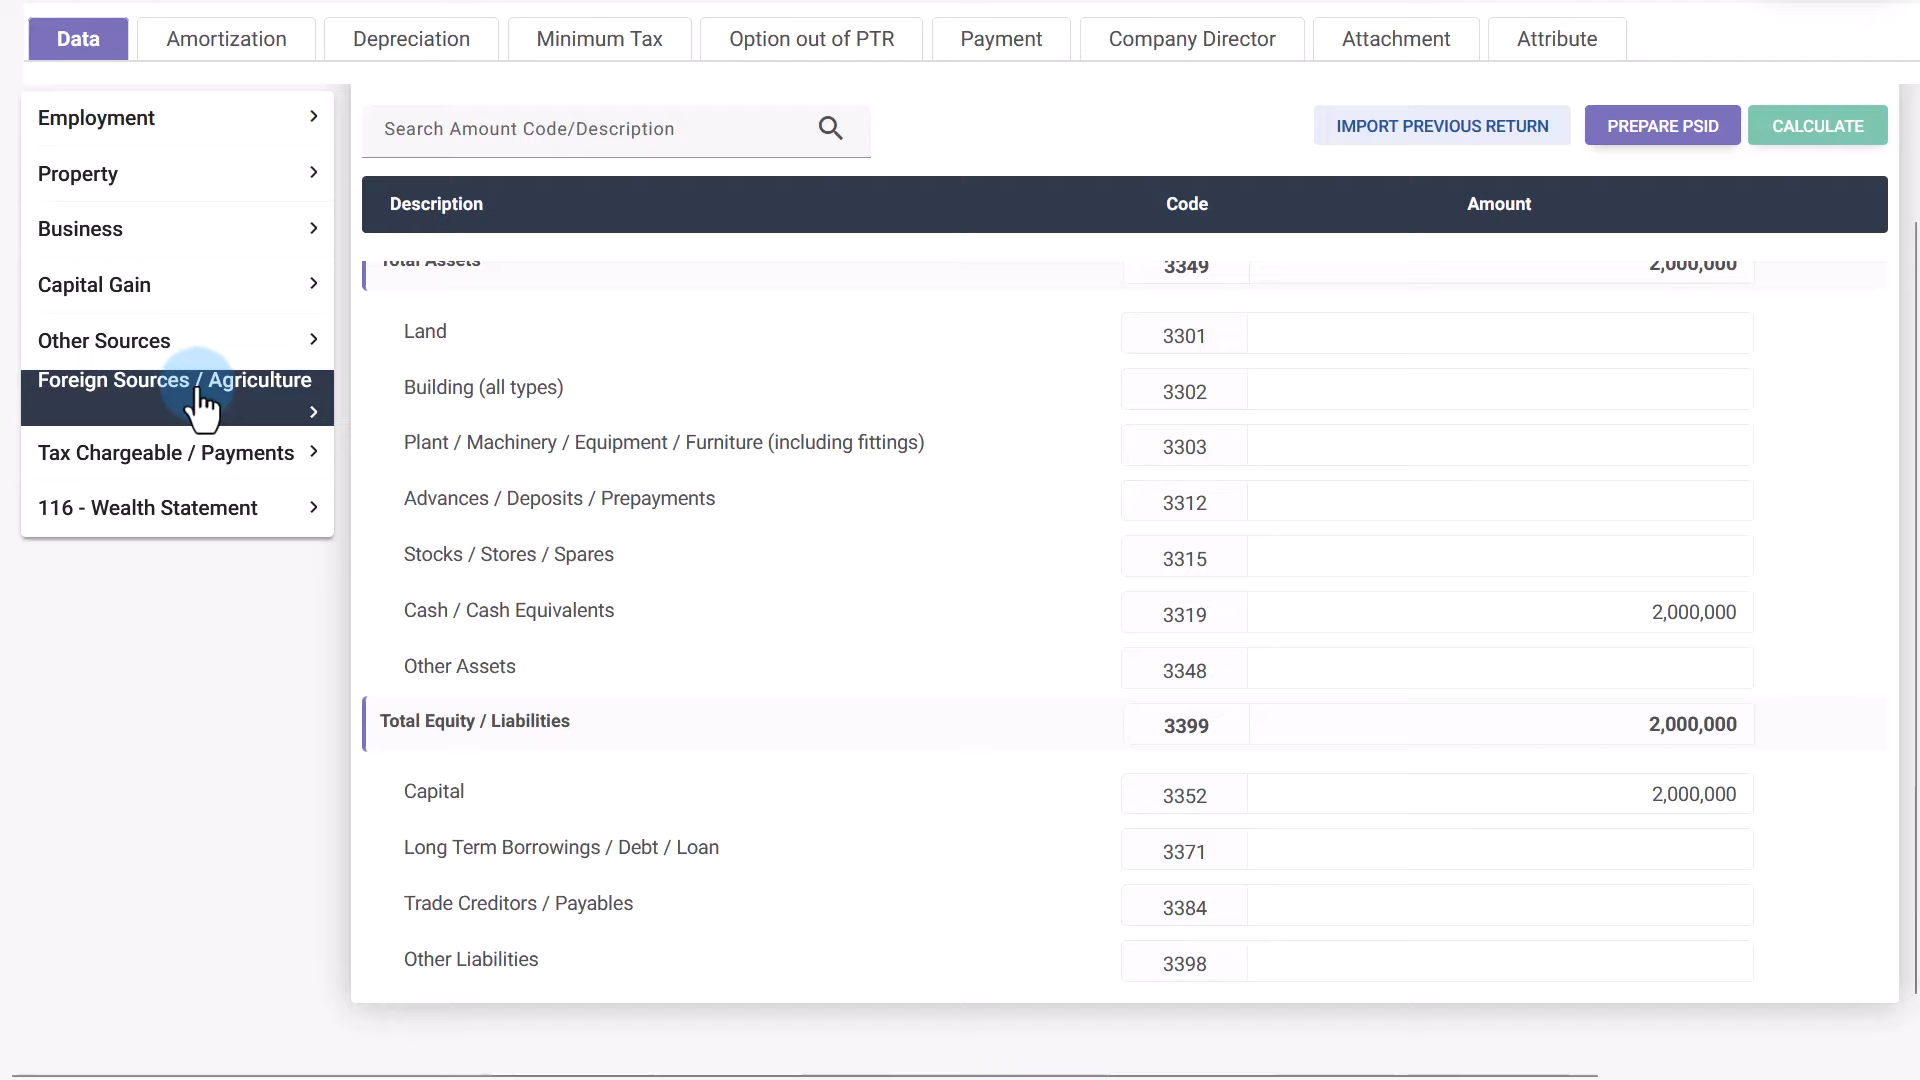 Data Amortization Depreciation Minimum Tax Option out of PTR Payment Company Director Attachment Attribute
Employment
Property
Business
Capital Gain
Other Sources
Foreign Sources / Agriculture
Tax Chargeable / Payments
116 - Wealth Statement
Search Amount Code/Description
IMPORT PREVIOUS RETURN PREPARE PSID CALCULATE
Description Code Amount
Total Assets 3349 2,000,000
Land 3301
Building (all types) 3302
Plant / Machinery / Equipment / Furniture (including fittings) 3303
Advances / Deposits / Prepayments 3312
Stocks / Stores / Spares 3315
Cash / Cash Equivalents 3319 2,000,000
Other Assets 3348
Total Equity / Liabilities 3399 2,000,000
Capital 3352 2,000,000
Long Term Borrowings / Debt / Loan 3371
Trade Creditors / Payables 3384
Other Liabilities 3398